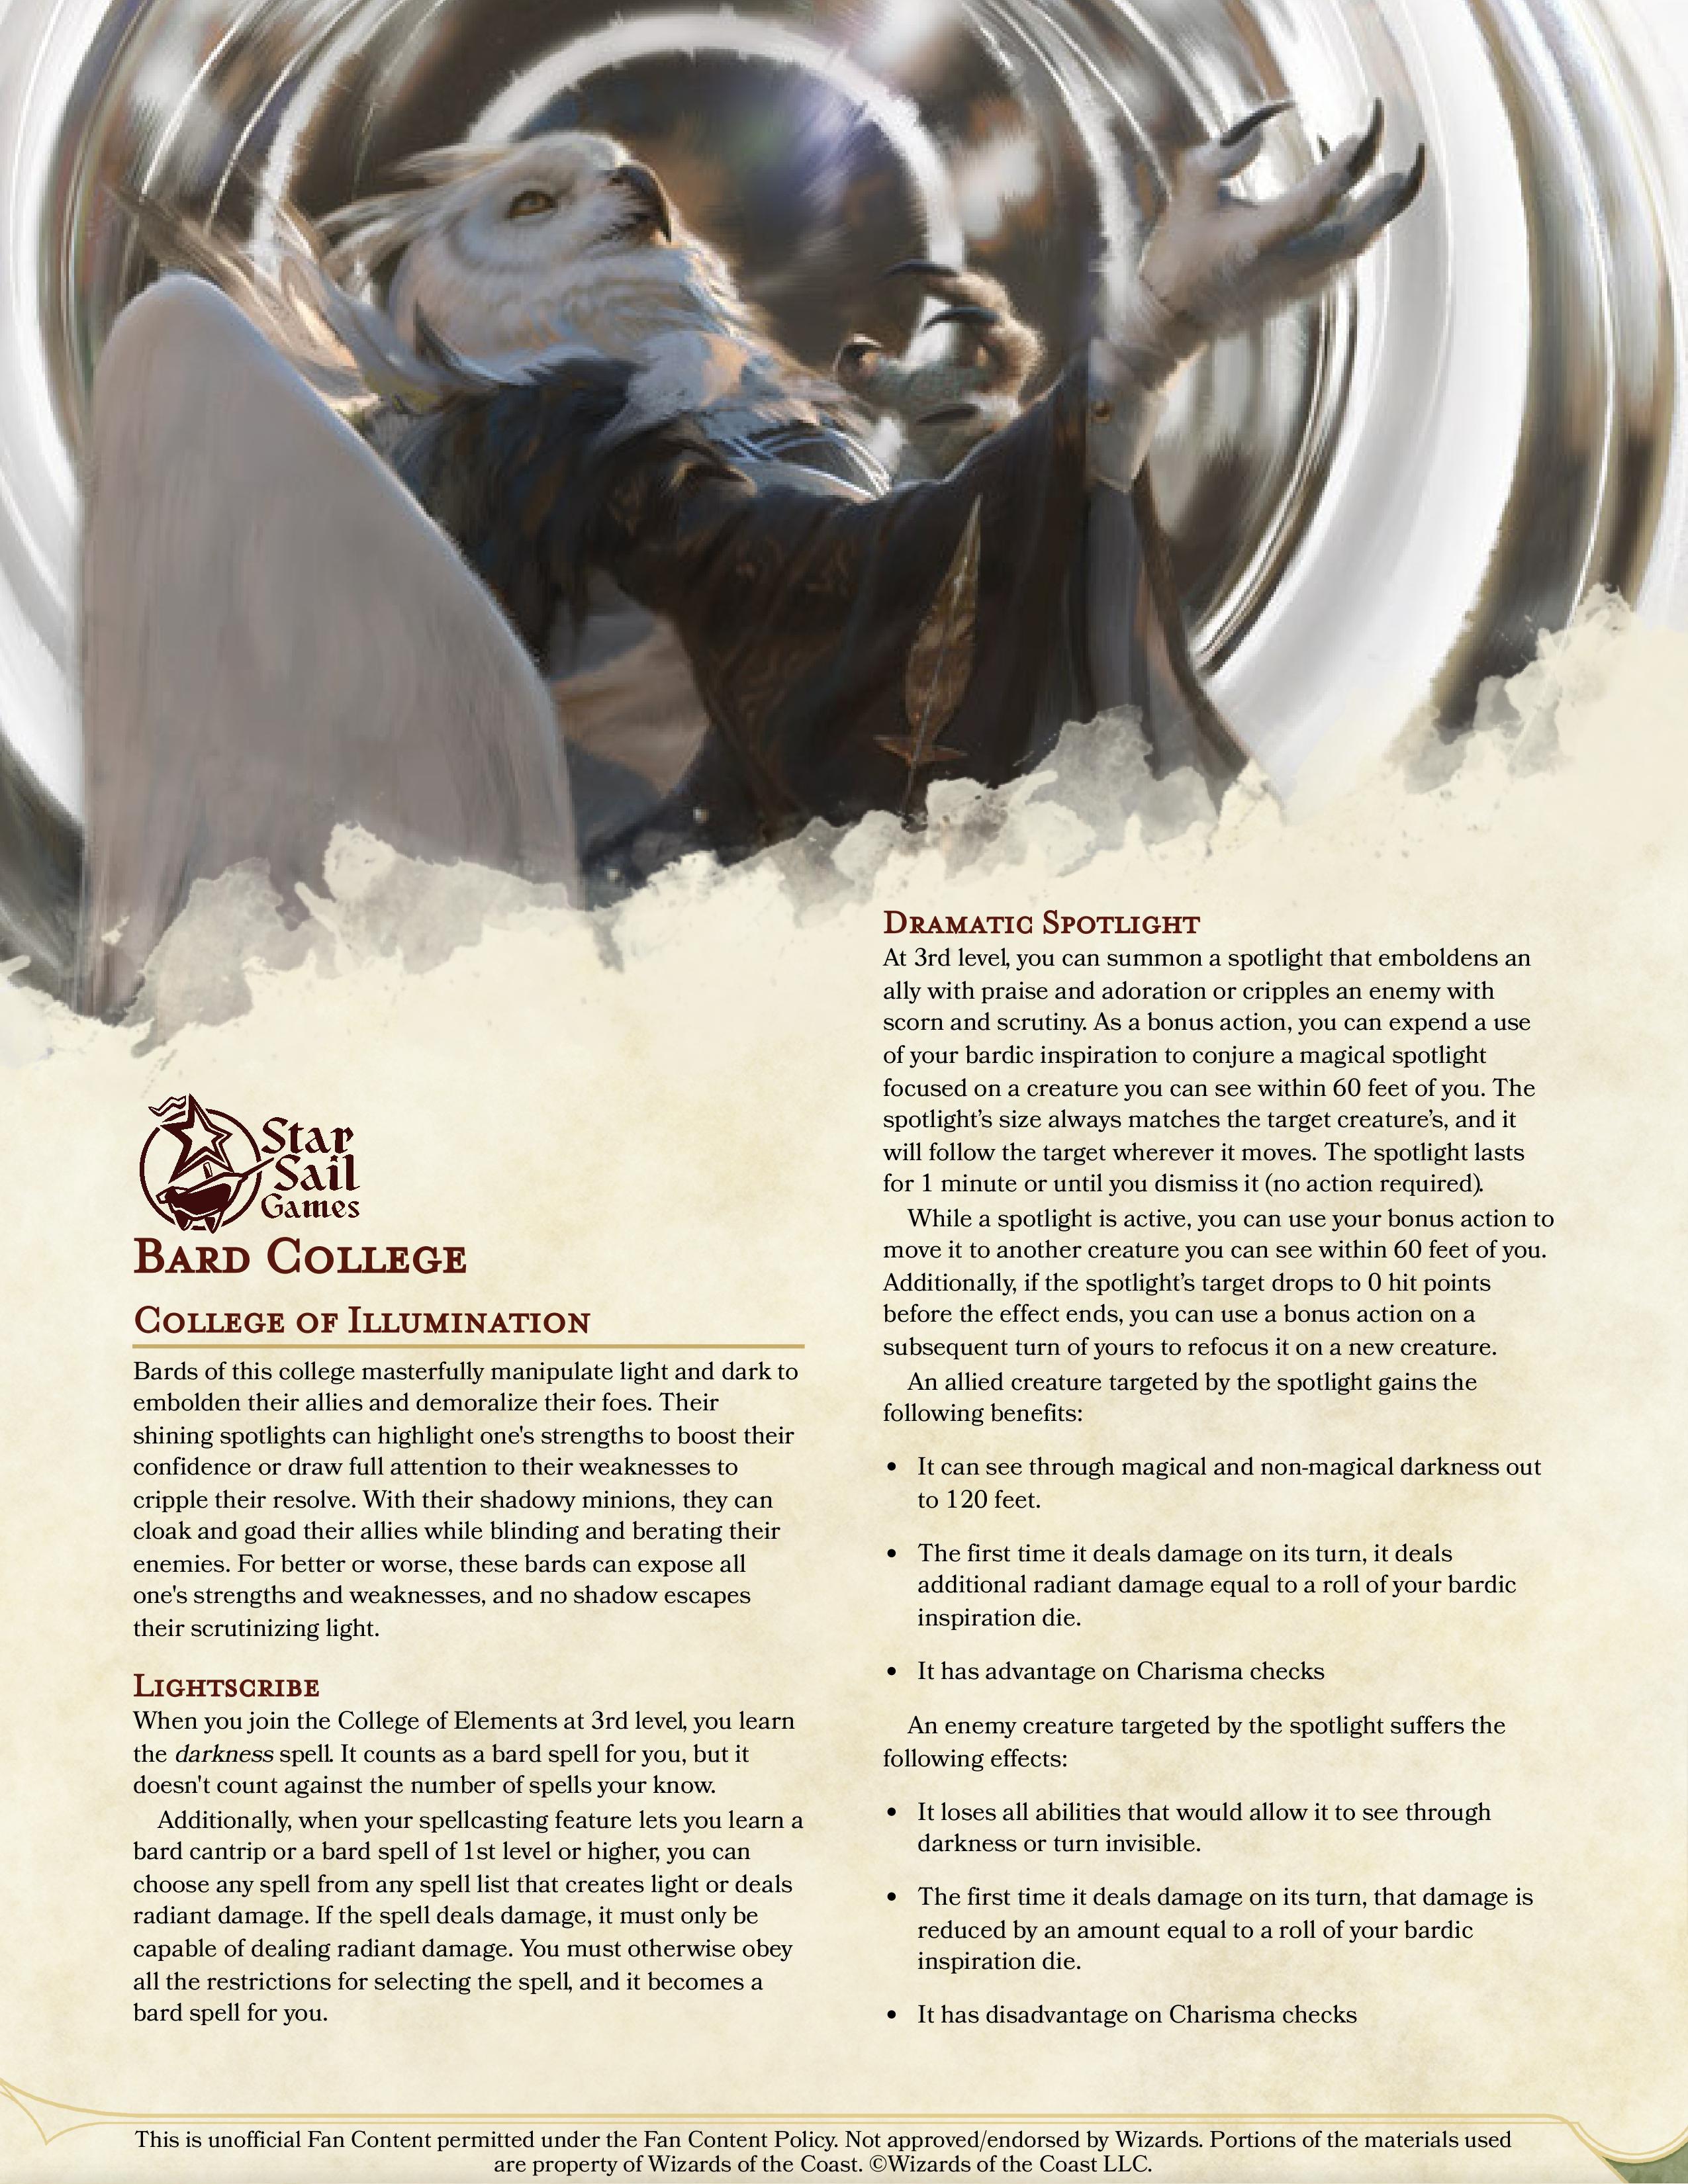 Star
Sail
Games
Bard College
College of Illumination
Bards of this college masterfully manipulate light and dark to
embolden their allies and demoralize their foes. Their
shining spotlights can highlight one's strengths to boost their
confidence or draw full attention to their weaknesses to
cripple their resolve. With their shadowy minions, they can
cloak and goad their allies while blinding and berating their
enemies. For better or worse, these bards can expose all
one's strengths and weaknesses, and no shadow escapes
their scrutinizing light.
Lightscribe
When you join the College of Elements at 3rd level, you learn
the darkness spell. It counts as a bard spell for you, but it
doesn't count against the number of spells your know.
Additionally, when your spellcasting feature lets you learn a
bard cantrip or a bard spell of 1st level or higher, you can
choose any spell from any spell list that creates light or deals
radiant damage. If the spell deals damage, it must only be
capable of dealing radiant damage. You must otherwise obey
all the restrictions for selecting the spell, and it becomes a
bard spell for you.
Dramatic Spotlight
At 3rd level, you can summon a spotlight that emboldens an
ally with praise and adoration or cripples an enemy with
scorn and scrutiny. As a bonus action, you can expend a use
of your bardic inspiration to conjure a magical spotlight
focused on a creature you can see within 60 feet of you. The
spotlight’s size always matches the target creature’s, and it
will follow the target wherever it moves. The spotlight lasts
for 1 minute or until you dismiss it (no action required).
While a spotlight is active, you can use your bonus action to
move it to another creature you can see within 60 feet of you.
Additionally, if the spotlight’s target drops to 0 hit points
before the effect ends, you can use a bonus action on a
subsequent turn of yours to refocus it on a new creature.
An allied creature targeted by the spotlight gains the
following benefits:
• It can see through magical and non-magical darkness out
to 120 feet.
• The first time it deals damage on its turn, it deals
additional radiant damage equal to a roll of your bardic
inspiration die.
• It has advantage on Charisma checks
An enemy creature targeted by the spotlight suffers the
following effects:
• It loses all abilities that would allow it to see through
darkness or turn invisible.
• The first time it deals damage on its turn, that damage is
reduced by an amount equal to a roll of your bardic
inspiration die.
• It has disadvantage on Charisma checks
This is unofficial Fan Content permitted under the Fan Content Policy. Not approved/endorsed by Wizards. Portions of the materials used
are property of Wizards of the Coast. ©Wizards of the Coast LLC.